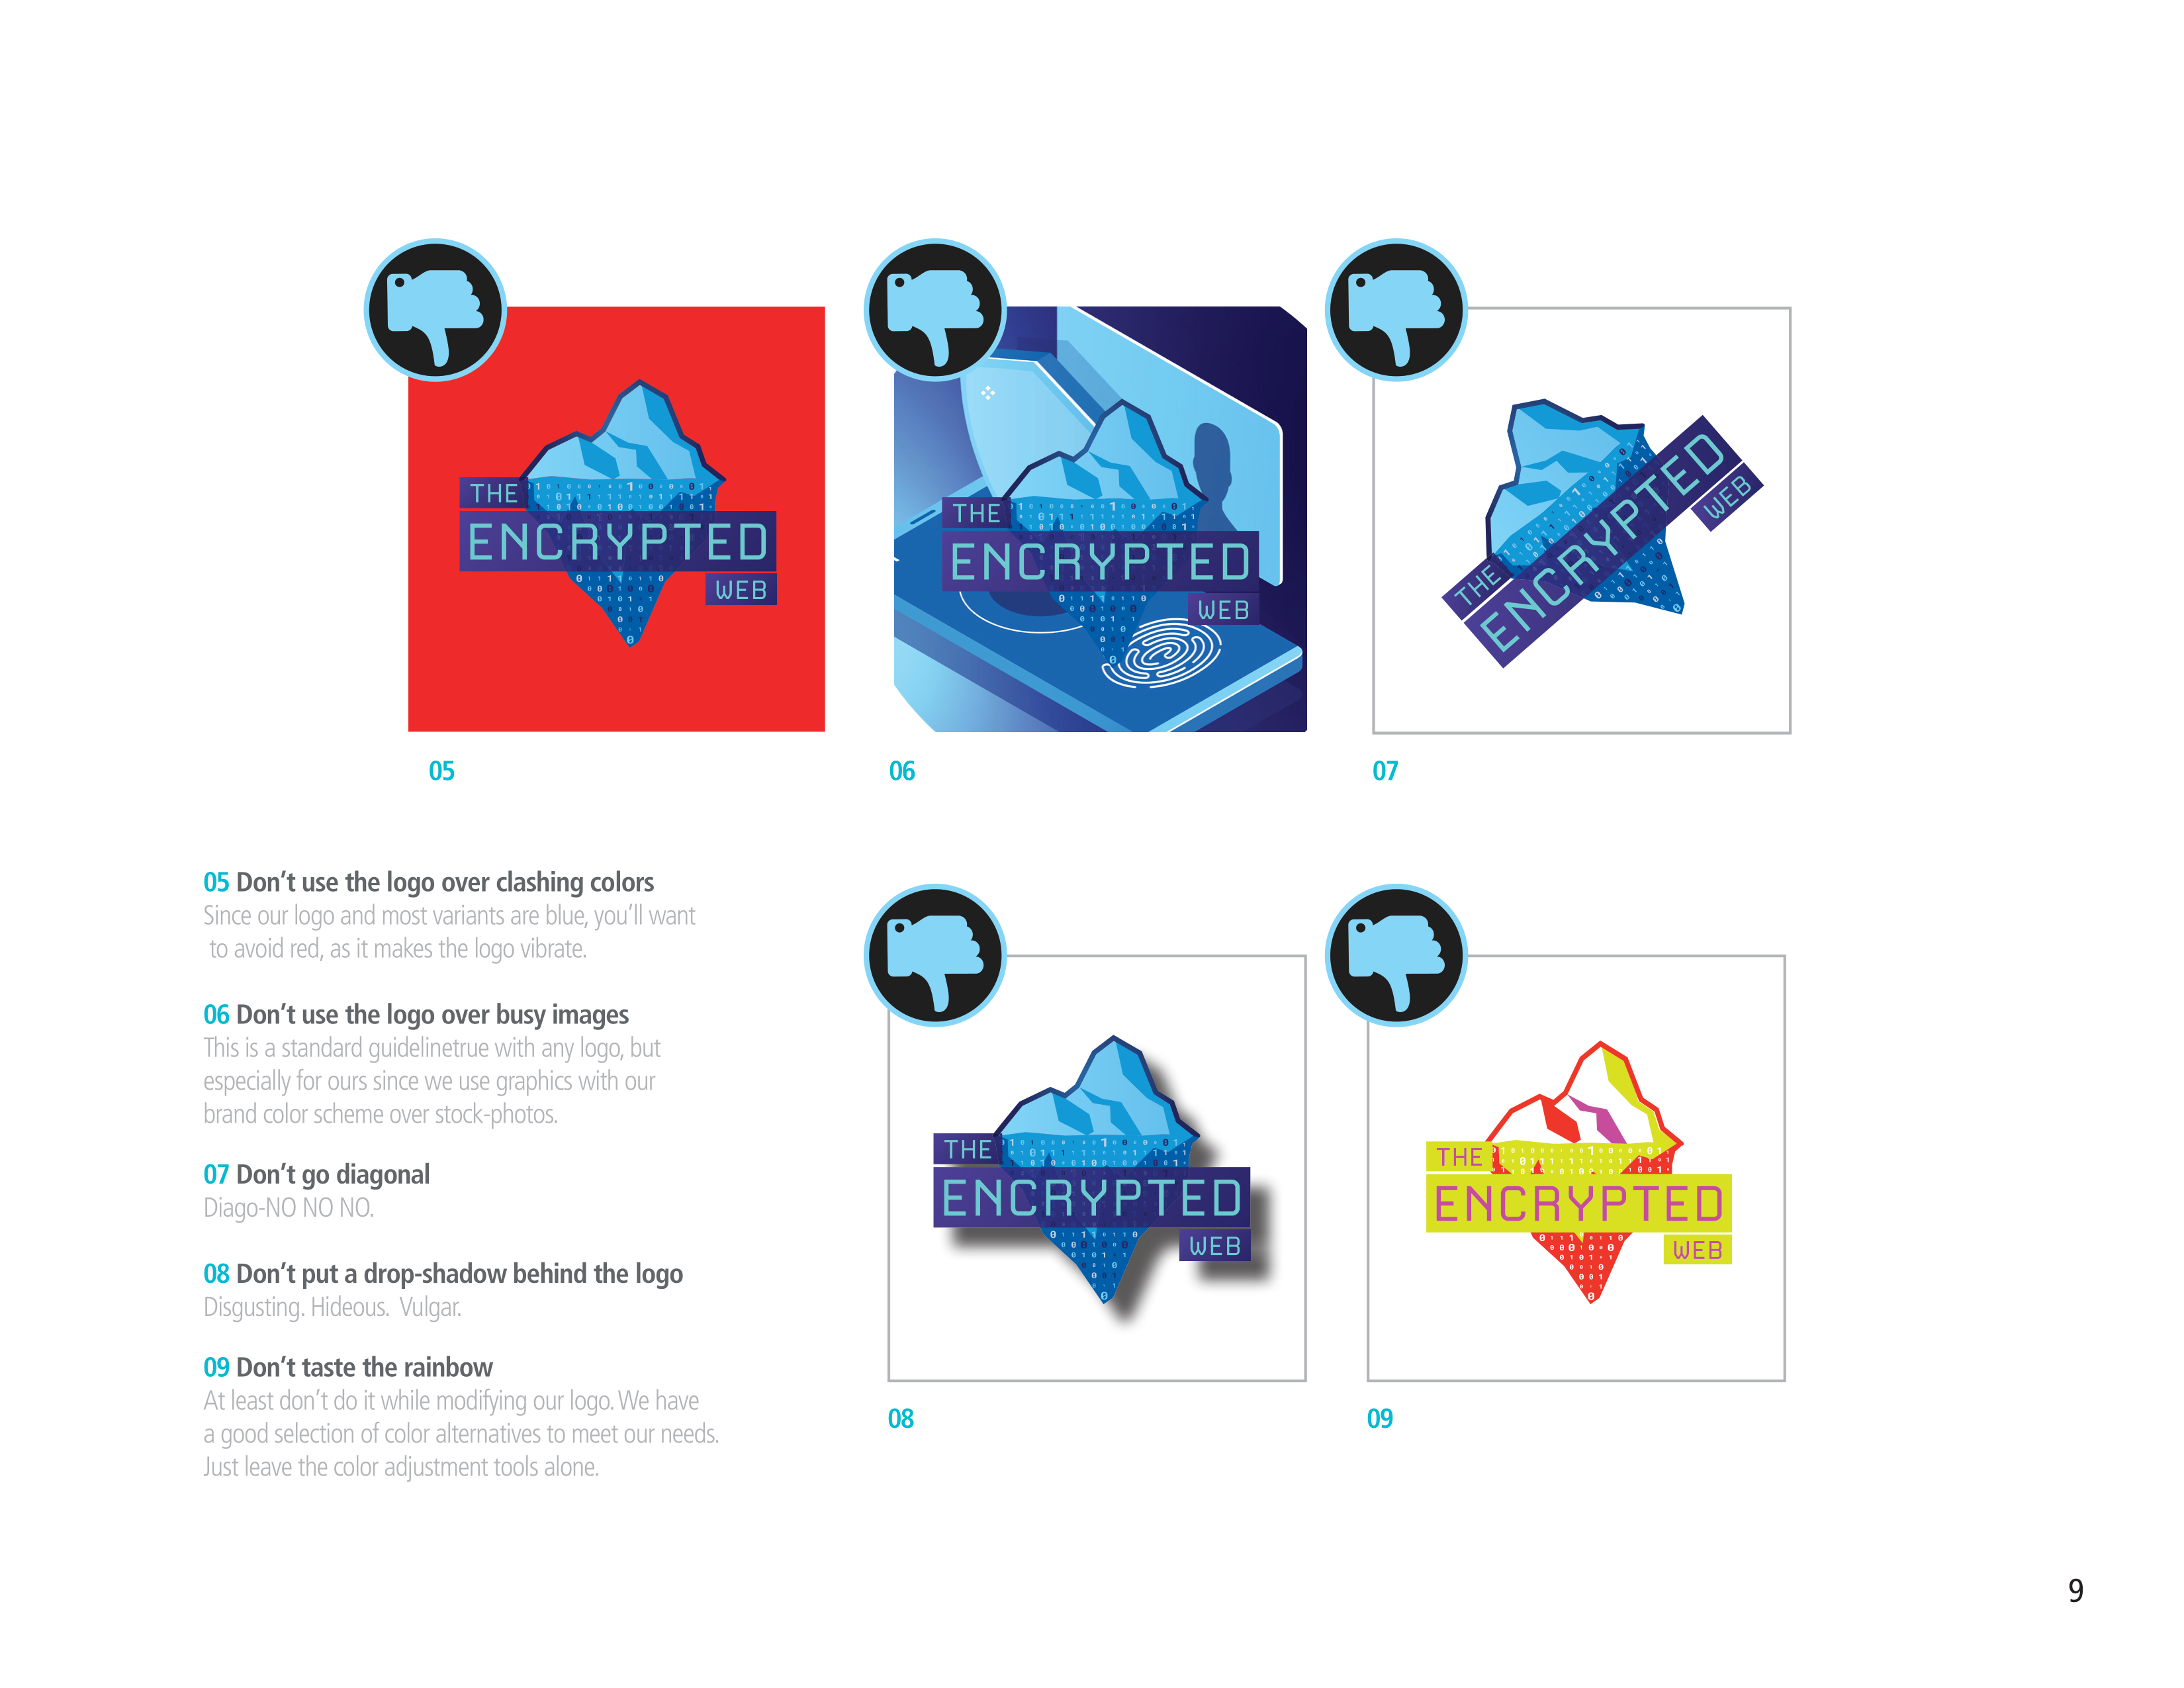 THE
ENCRYPTED
WEB
THE
ENCRYPTED
WEB
THE
ENCRYPTED
WEB
05
06
07
05 Don’t use the logo over clashing colors
Since our logo and most variants are blue, you’ll want
to avoid red, as it makes the logo vibrate.
06 Don’t use the logo over busy images
This is a standard guidelinetrue with any logo, but
especially for ours since we use graphics with our
brand color scheme over stock-photos.
07 Don’t go diagonal
Diago-NO NO NO.
08 Don’t put a drop-shadow behind the logo
Disgusting. Hideous.  Vulgar.
09 Don’t taste the rainbow
At least don’t do it while modifying our logo. We have
a good selection of color alternatives to meet our needs.
Just leave the color adjustment tools alone.
THE
ENCRYPTED
WEB
THE
ENCRYPTED
WEB
08
09
9